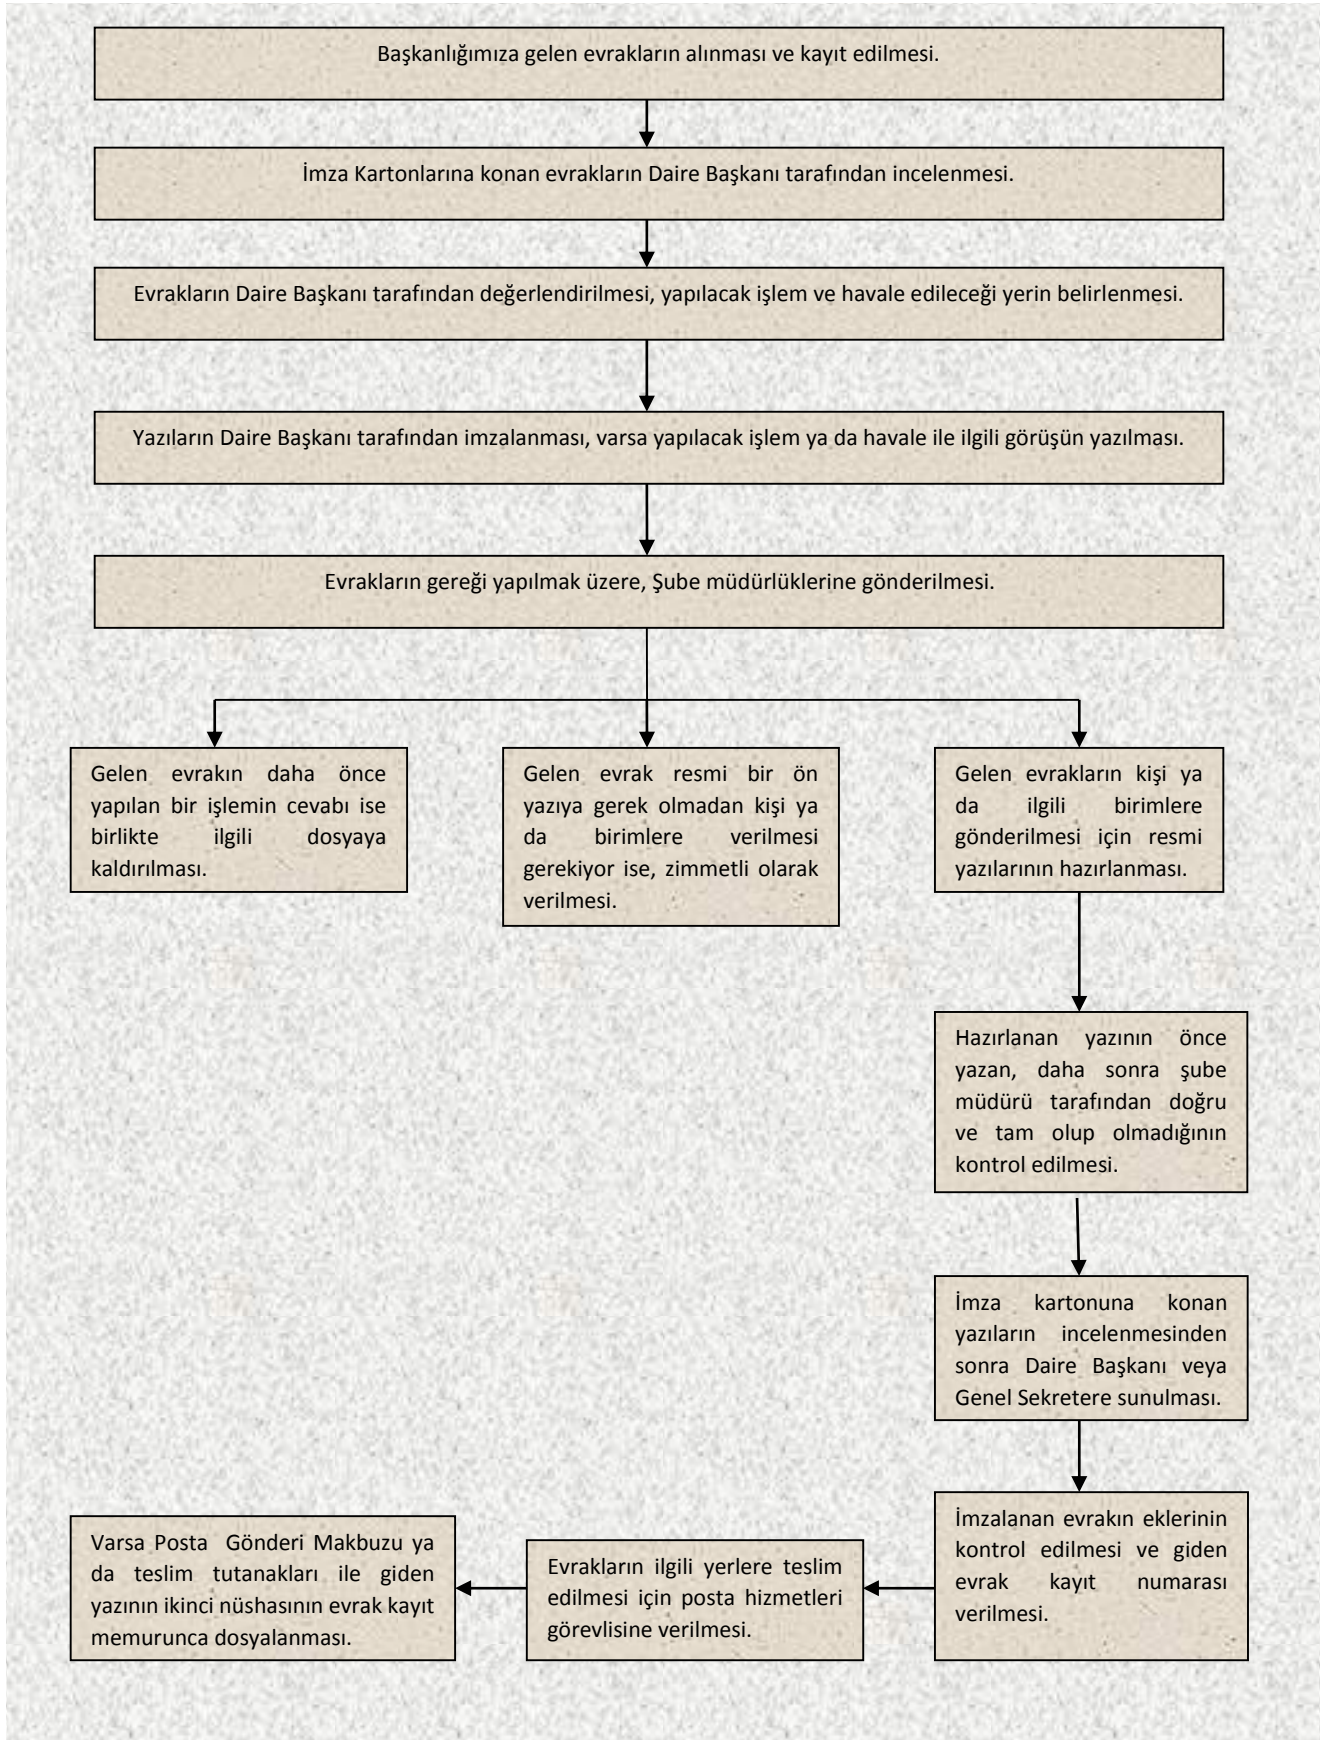 Başkanlığımıza gelen evrakların alınması ve kayıt edilmesi.
İmza Kartonlarına konan evrakların Daire Başkanı tarafından incelenmesi.
Evrakların Daire Başkanı tarafından değerlendirilmesi, yapılacak işlem ve havale edileceği yerin belirlenmesi.
Yazıların Daire Başkanı tarafından imzalanması, varsa yapılacak işlem ya da havale ile ilgili görüşün yazılması.
Evrakların gereği yapılmak üzere, Şube müdürlüklerine gönderilmesi.
Gelen evrakın daha önce
yapılan bir işlemin cevabı ise
birlikte ilgili dosyaya
kaldırılması.
Gelen evrak resmi bir ön
yazıya gerek olmadan kişi ya
da birimlere verilmesi
gerekiyor ise, zimmetli olarak
verilmesi.
Gelen evrakların kişi ya
da ilgili birimlere
gönderilmesi için resmi
yazılarının hazırlanması.
Hazırlanan yazının önce
yazan, daha sonra şube
müdürü tarafından doğru
ve tam olup olmadığının
kontrol edilmesi.
İmza kartonuna konan
yazıların incelenmesinden
sonra Daire Başkanı veya
Genel Sekretere sunulması.
İmzalanan evrakın eklerinin
kontrol edilmesi ve giden
evrak kayıt numarası
verilmesi.
Evrakların ilgili yerlere teslim
edilmesi için posta hizmetleri
görevlisine verilmesi.
Varsa Posta Gönderi Makbuzu ya
da teslim tutanakları ile giden
yazının ikinci nüshasının evrak kayıt
memurunca dosyalanması.